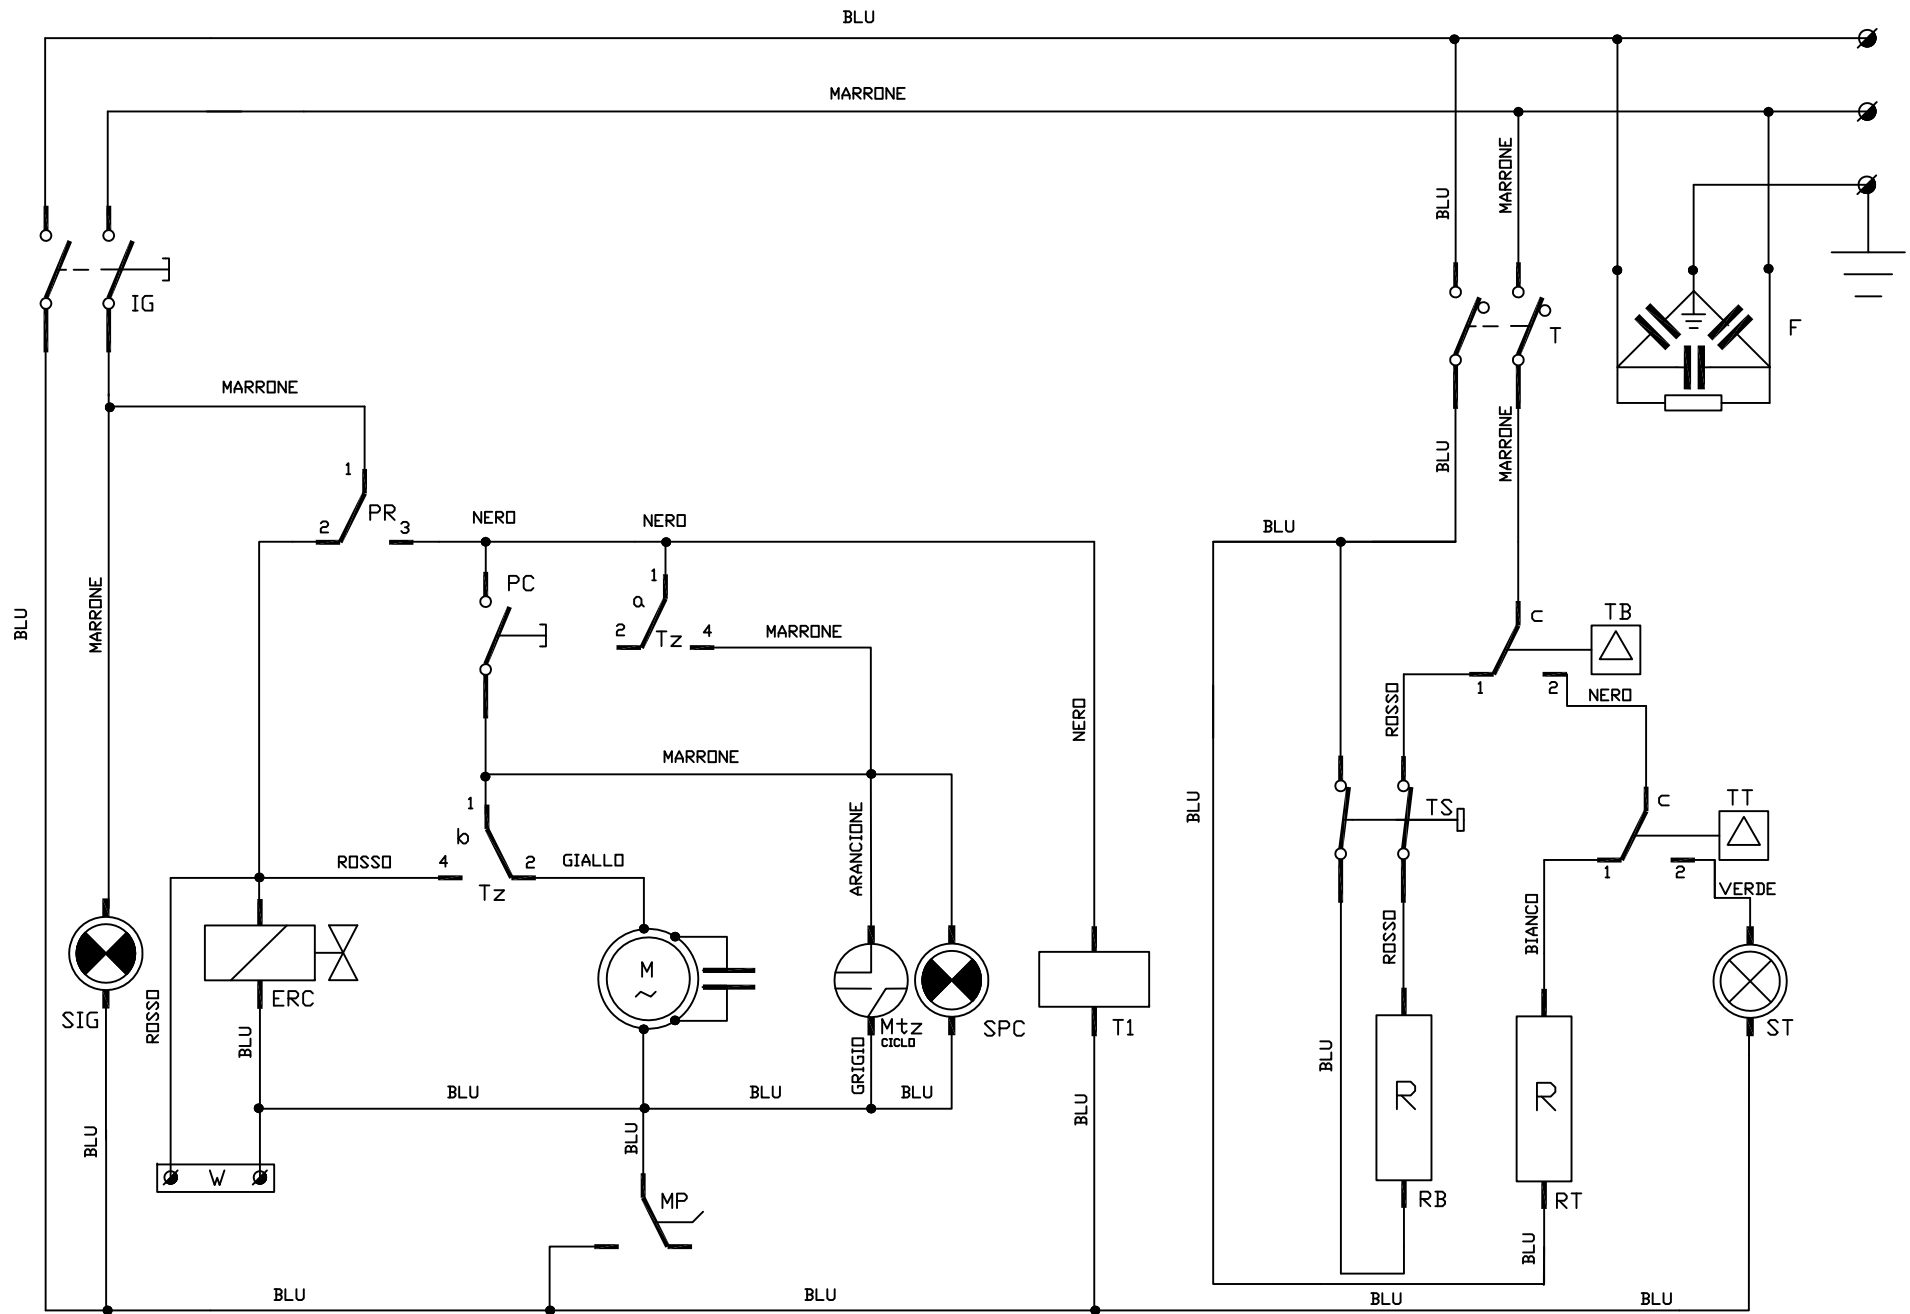 BLU
MARRONE
MARRONE
BLU
IG
T
F
MARRONE
MARRONE
BLU
1
PR
2
3
NERO
NERO
BLU
PC
1
a
2
Tz
4
MARRONE
c
TB
1
2
NERO
BLU
MARRONE
ROSSO
NERO
MARRONE
1
b
4
2
Tz
ROSSO
GIALLO
ARANCIONE
BLU
TS
c
TT
1
2
VERDE
BIANCO
ROSSO
M
~
SIG
ROSSO
ERC
BLU
Mtz
CICLO
GRIGIO
SPC
T1
BLU
ST
BLU
BLU
BLU
R
R
BLU
BLU
BLU
W
MP
RB
RT
BLU
BLU
BLU
BLU
BLU